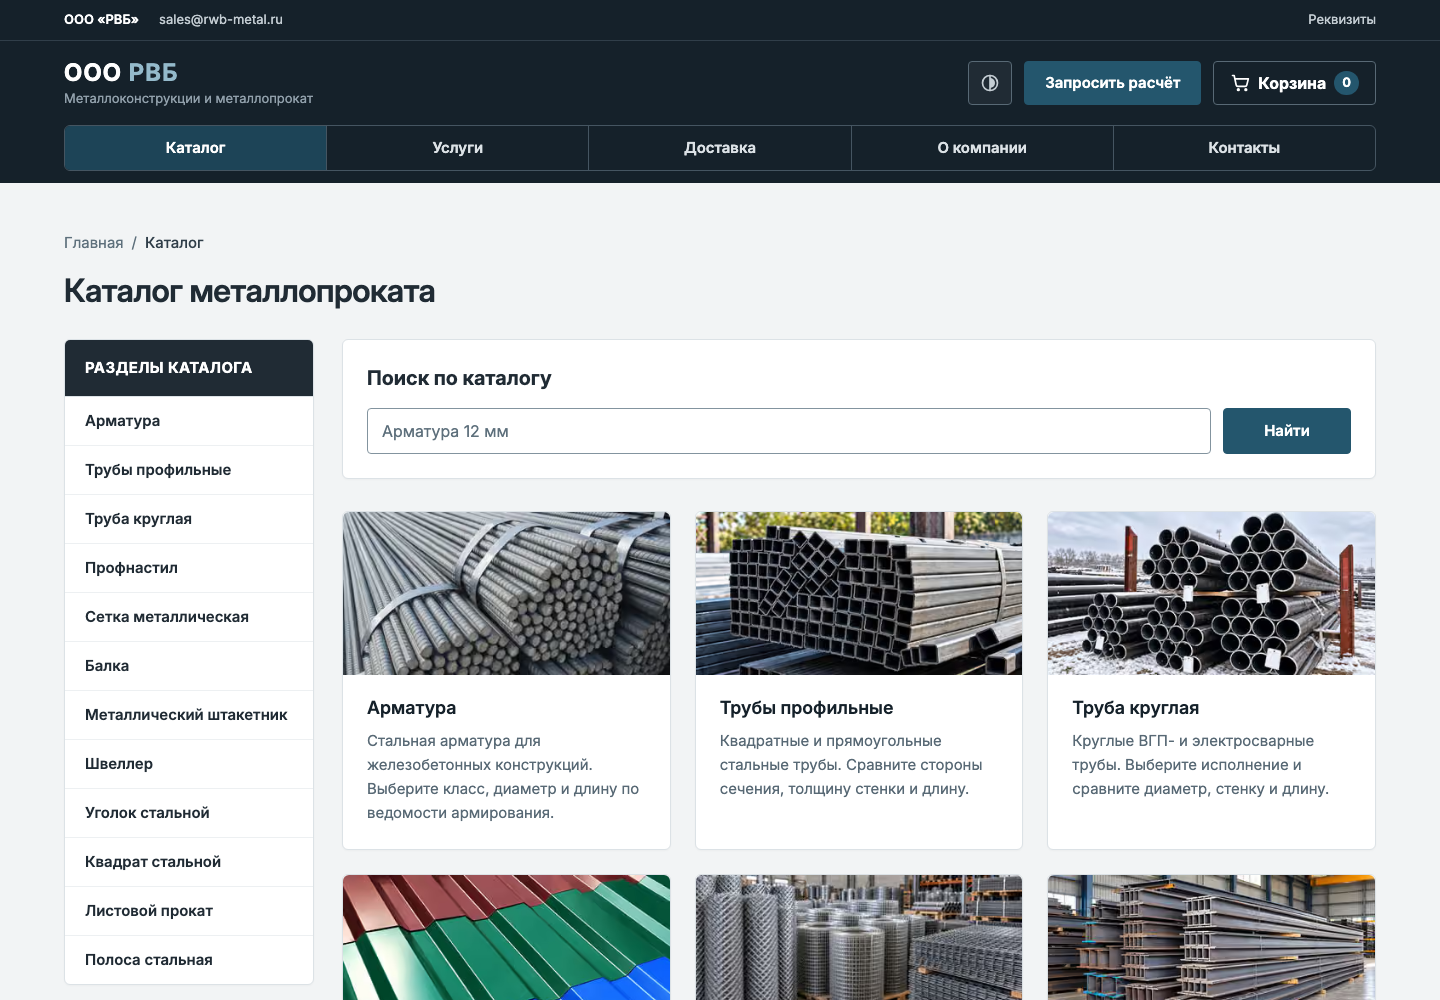 ООО «РВБ»
sales@rwb-metal.ru
Реквизиты
ООО РВБ
Металлоконструкции и металлопрокат
Запросить расчёт
Корзина 0
Каталог
Услуги
Доставка
О компании
Контакты
Главная / Каталог
Каталог металлопроката
РАЗДЕЛЫ КАТАЛОГА
Арматура
Трубы профильные
Труба круглая
Профнастил
Сетка металлическая
Балка
Металлический штакетник
Швеллер
Уголок стальной
Квадрат стальной
Листовой прокат
Полоса стальная
Поиск по каталогу
Арматура 12 мм
Найти
Арматура
Стальная арматура для
железобетонных конструкций.
Выберите класс, диаметр и длину по
ведомости армирования.
Трубы профильные
Квадратные и прямоугольные
стальные трубы. Сравните стороны
сечения, толщину стенки и длину.
Труба круглая
Круглые ВГП- и электросварные
трубы. Выберите исполнение и
сравните диаметр, стенку и длину.